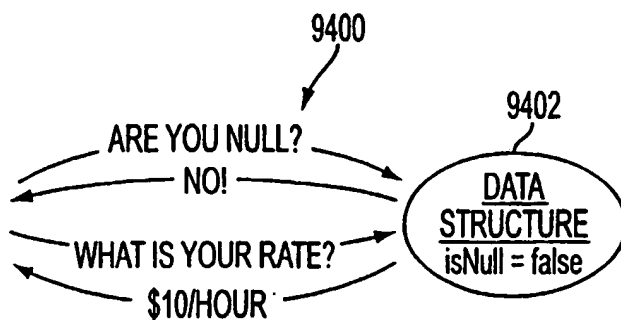 9400
9402
ARE YOU NULL?
NO!
WHAT IS YOUR RATE?
$10/HOUR
DATA
STRUCTURE
isNull = false